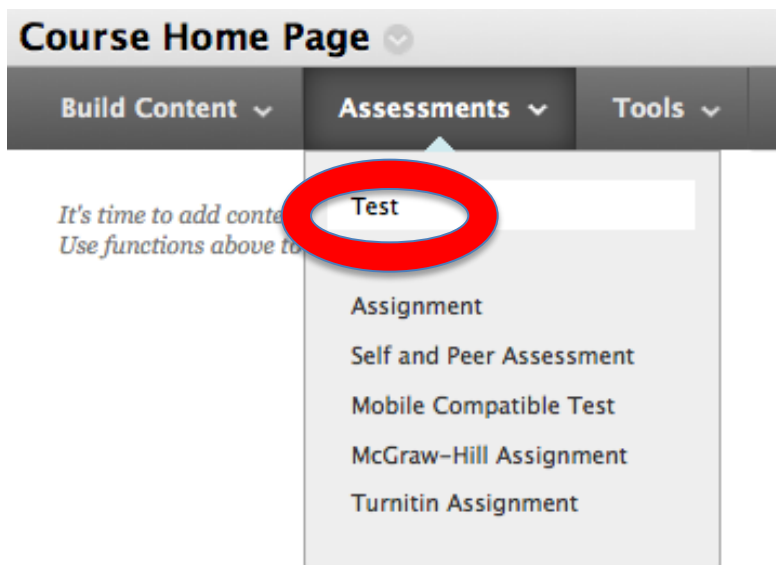 Course Home Page
Build Content
Assessments
Tools
It's time to add
Use functions above to
Test
Assignment
Self and Peer Assessment
Mobile Compatible Test
McGraw-Hill Assignment
Turnitin Assignment